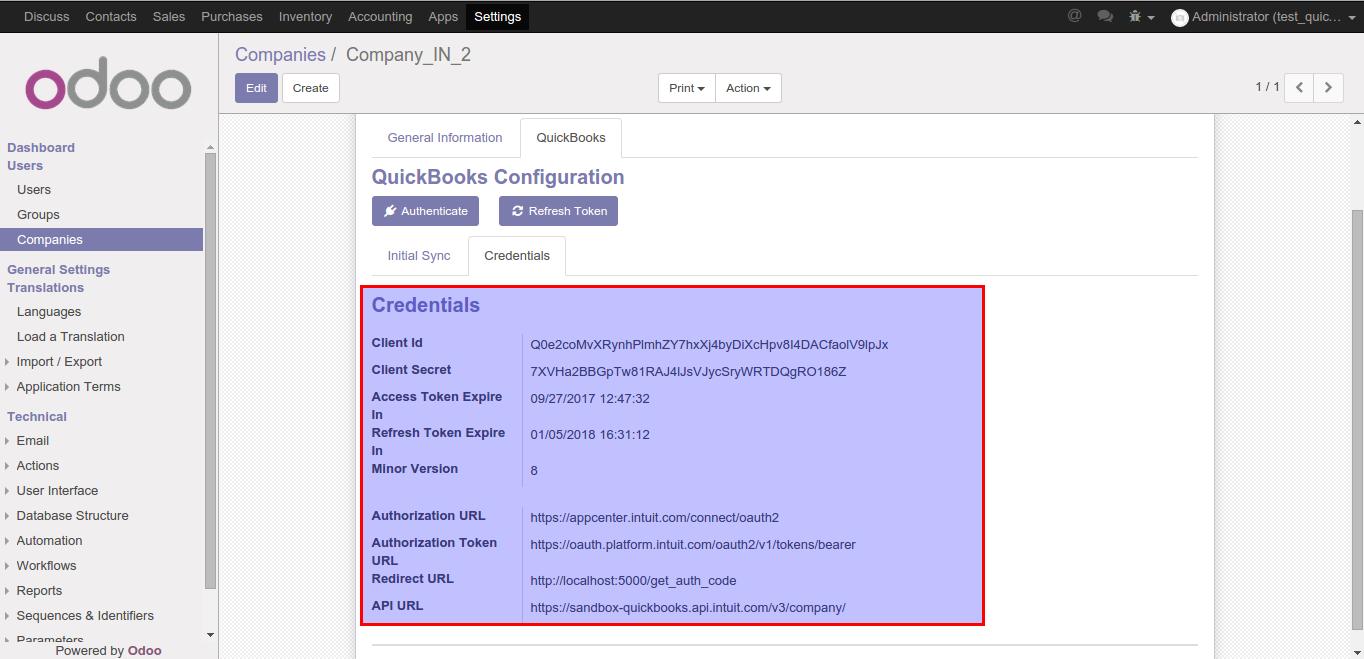 Discuss Contacts Sales Purchases Inventory Accounting Apps Settings @ Administrator (test_quic...
odoo
Companies / Company_IN_2
Edit Create Print Action 1 / 1
Dashboard
Users
Users
Groups
Companies
General Settings
Translations
Languages
Load a Translation
Import / Export
Application Terms
Technical
Email
Actions
User Interface
Database Structure
Automation
Workflows
Reports
Sequences & Identifiers
Parameters
Powered by Odoo
General Information QuickBooks
QuickBooks Configuration
Authenticate Refresh Token
Initial Sync Credentials
Credentials
Client Id Q0e2coMvXRynhPlmhZY7hxXj4byDiXcHpv8I4DACfaolV9lpJx
Client Secret 7XVHa2BBGpTw81RAJ4lJsVJycSryWRTDQgRO186Z
Access Token Expire 09/27/2017 12:47:32
In
Refresh Token Expire 01/05/2018 16:31:12
In
Minor Version 8
Authorization URL https://appcenter.intuit.com/connect/oauth2
Authorization Token https://oauth.platform.intuit.com/oauth2/v1/tokens/bearer
URL
Redirect URL http://localhost:5000/get_auth_code
API URL https://sandbox-quickbooks.api.intuit.com/v3/company/